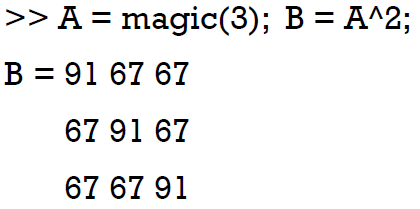 >> A = magic(3); B = A^2;
B = 91 67 67
67 91 67
67 67 91